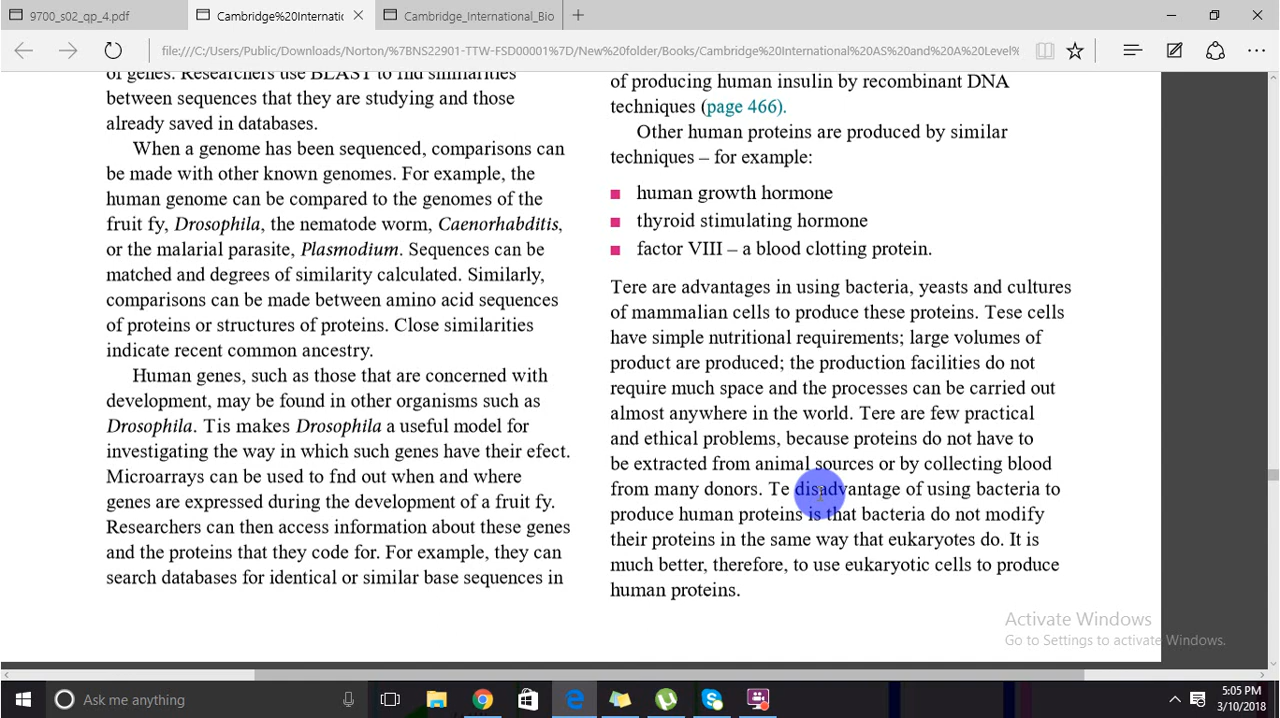 9700_s02_qp_4.pdf
Cambridge%20Internatic
Cambridge_International_Bio
file:///C:/Users/Public/Downloads/Norton/%7BNS22901-TTW-FSD00001%7D/New%20folder/Books/Cambridge%20International%20AS%20and%20A%20Level%
of genes. Researchers use BLAST to find similarities
between sequences that they are studying and those
already saved in databases.
When a genome has been sequenced, comparisons can
be made with other known genomes. For example, the
human genome can be compared to the genomes of the
fruit fy, Drosophila, the nematode worm, Caenorhabditis,
or the malarial parasite, Plasmodium. Sequences can be
matched and degrees of similarity calculated. Similarly,
comparisons can be made between amino acid sequences
of proteins or structures of proteins. Close similarities
indicate recent common ancestry.
Human genes, such as those that are concerned with
development, may be found in other organisms such as
Drosophila. Tis makes Drosophila a useful model for
investigating the way in which such genes have their efect.
Microarrays can be used to fnd out when and where
genes are expressed during the development of a fruit fy.
Researchers can then access information about these genes
and the proteins that they code for. For example, they can
search databases for identical or similar base sequences in
of producing human insulin by recombinant DNA
techniques (page 466).
Other human proteins are produced by similar
techniques – for example:
■ human growth hormone
■ thyroid stimulating hormone
■ factor VIII – a blood clotting protein.
Tere are advantages in using bacteria, yeasts and cultures
of mammalian cells to produce these proteins. Tese cells
have simple nutritional requirements; large volumes of
product are produced; the production facilities do not
require much space and the processes can be carried out
almost anywhere in the world. Tere are few practical
and ethical problems, because proteins do not have to
be extracted from animal sources or by collecting blood
from many donors. Te disadvantage of using bacteria to
produce human proteins is that bacteria do not modify
their proteins in the same way that eukaryotes do. It is
much better, therefore, to use eukaryotic cells to produce
human proteins.
Activate Windows
Go to Settings to activate Windows.
Ask me anything
5:05 PM
3/10/2018